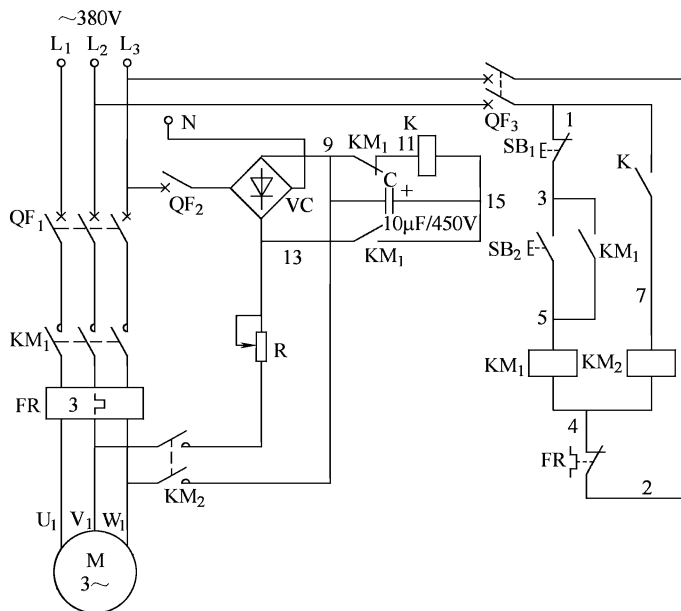 ~380V
L1 L2 L3
N
QF3
1
9 KM1 11 K
SB1
K
C +
15
QF2 VC
3
10μF/450V
QF1
13
KM1
SB2 KM1
7
5
KM1
R
KM1 KM2
FR 3
4
FR
KM2
2
U1 V1 W1
M
3~